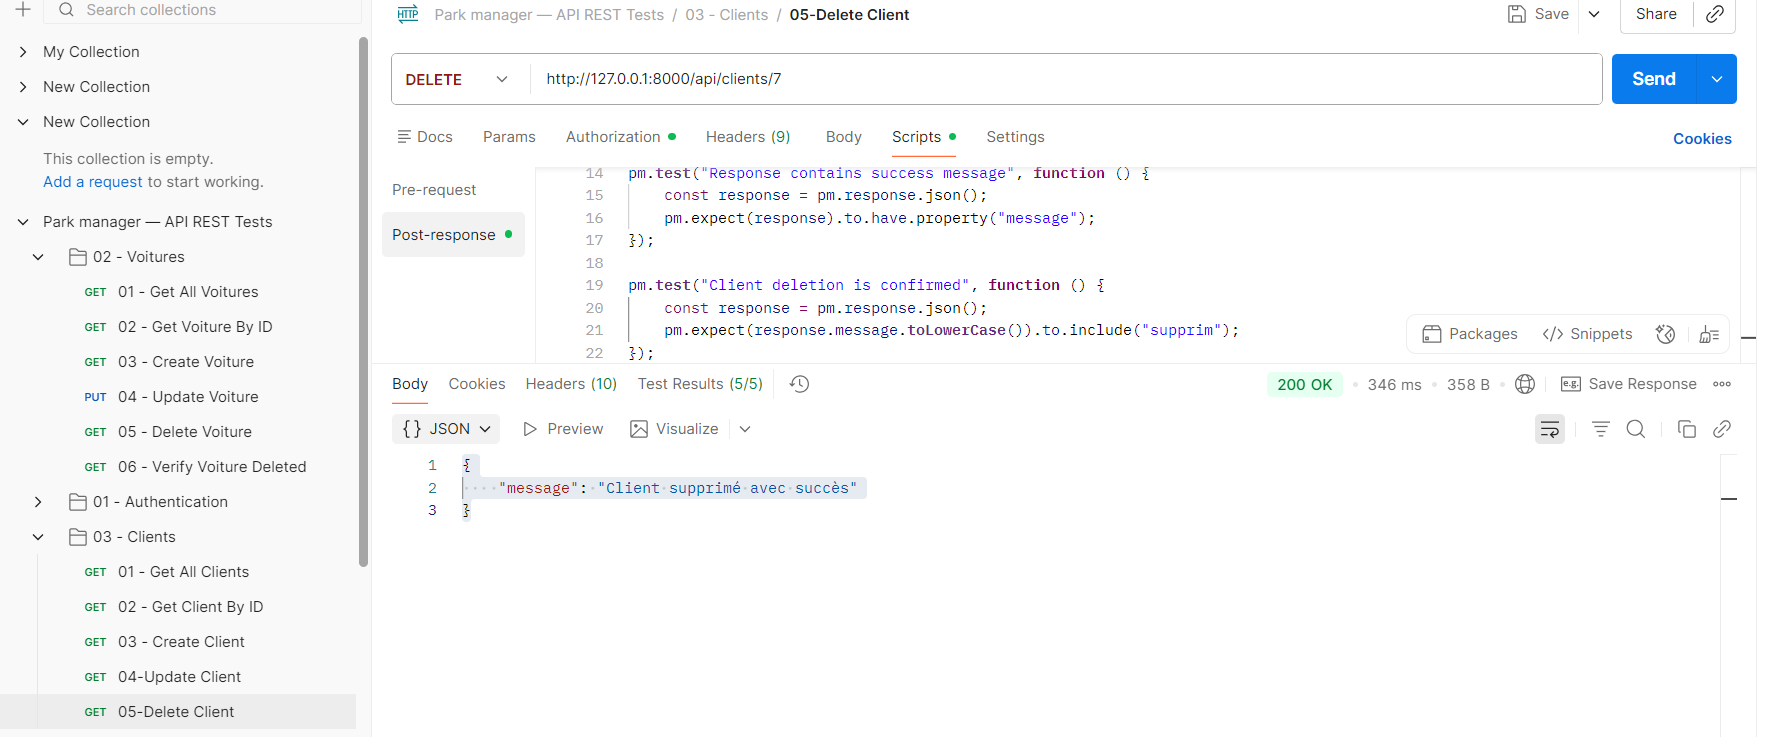 Search collections
My Collection
New Collection
New Collection
This collection is empty.
Add a request to start working.
Park manager — API REST Tests
02 - Voitures
GET 01 - Get All Voitures
GET 02 - Get Voiture By ID
GET 03 - Create Voiture
PUT 04 - Update Voiture
GET 05 - Delete Voiture
GET 06 - Verify Voiture Deleted
01 - Authentication
03 - Clients
GET 01 - Get All Clients
GET 02 - Get Client By ID
GET 03 - Create Client
GET 04-Update Client
GET 05-Delete Client
HTTP Park manager — API REST Tests / 03 - Clients / 05-Delete Client
Save Share
DELETE http://127.0.0.1:8000/api/clients/7 Send
Docs Params Authorization Headers (9) Body Scripts Settings Cookies
Pre-request
Post-response
14 pm.test("Response contains success message", function () {
15 const response = pm.response.json();
16 pm.expect(response).to.have.property("message");
17 });
18
19 pm.test("Client deletion is confirmed", function () {
20 const response = pm.response.json();
21 pm.expect(response.message.toLowerCase()).to.include("supprim");
22 });
Packages </> Snippets
Body Cookies Headers (10) Test Results (5/5) 200 OK • 346 ms • 358 B • e.g. Save Response
{} JSON Preview Visualize
1 {
2 "message": "Client supprimé avec succès"
3 }